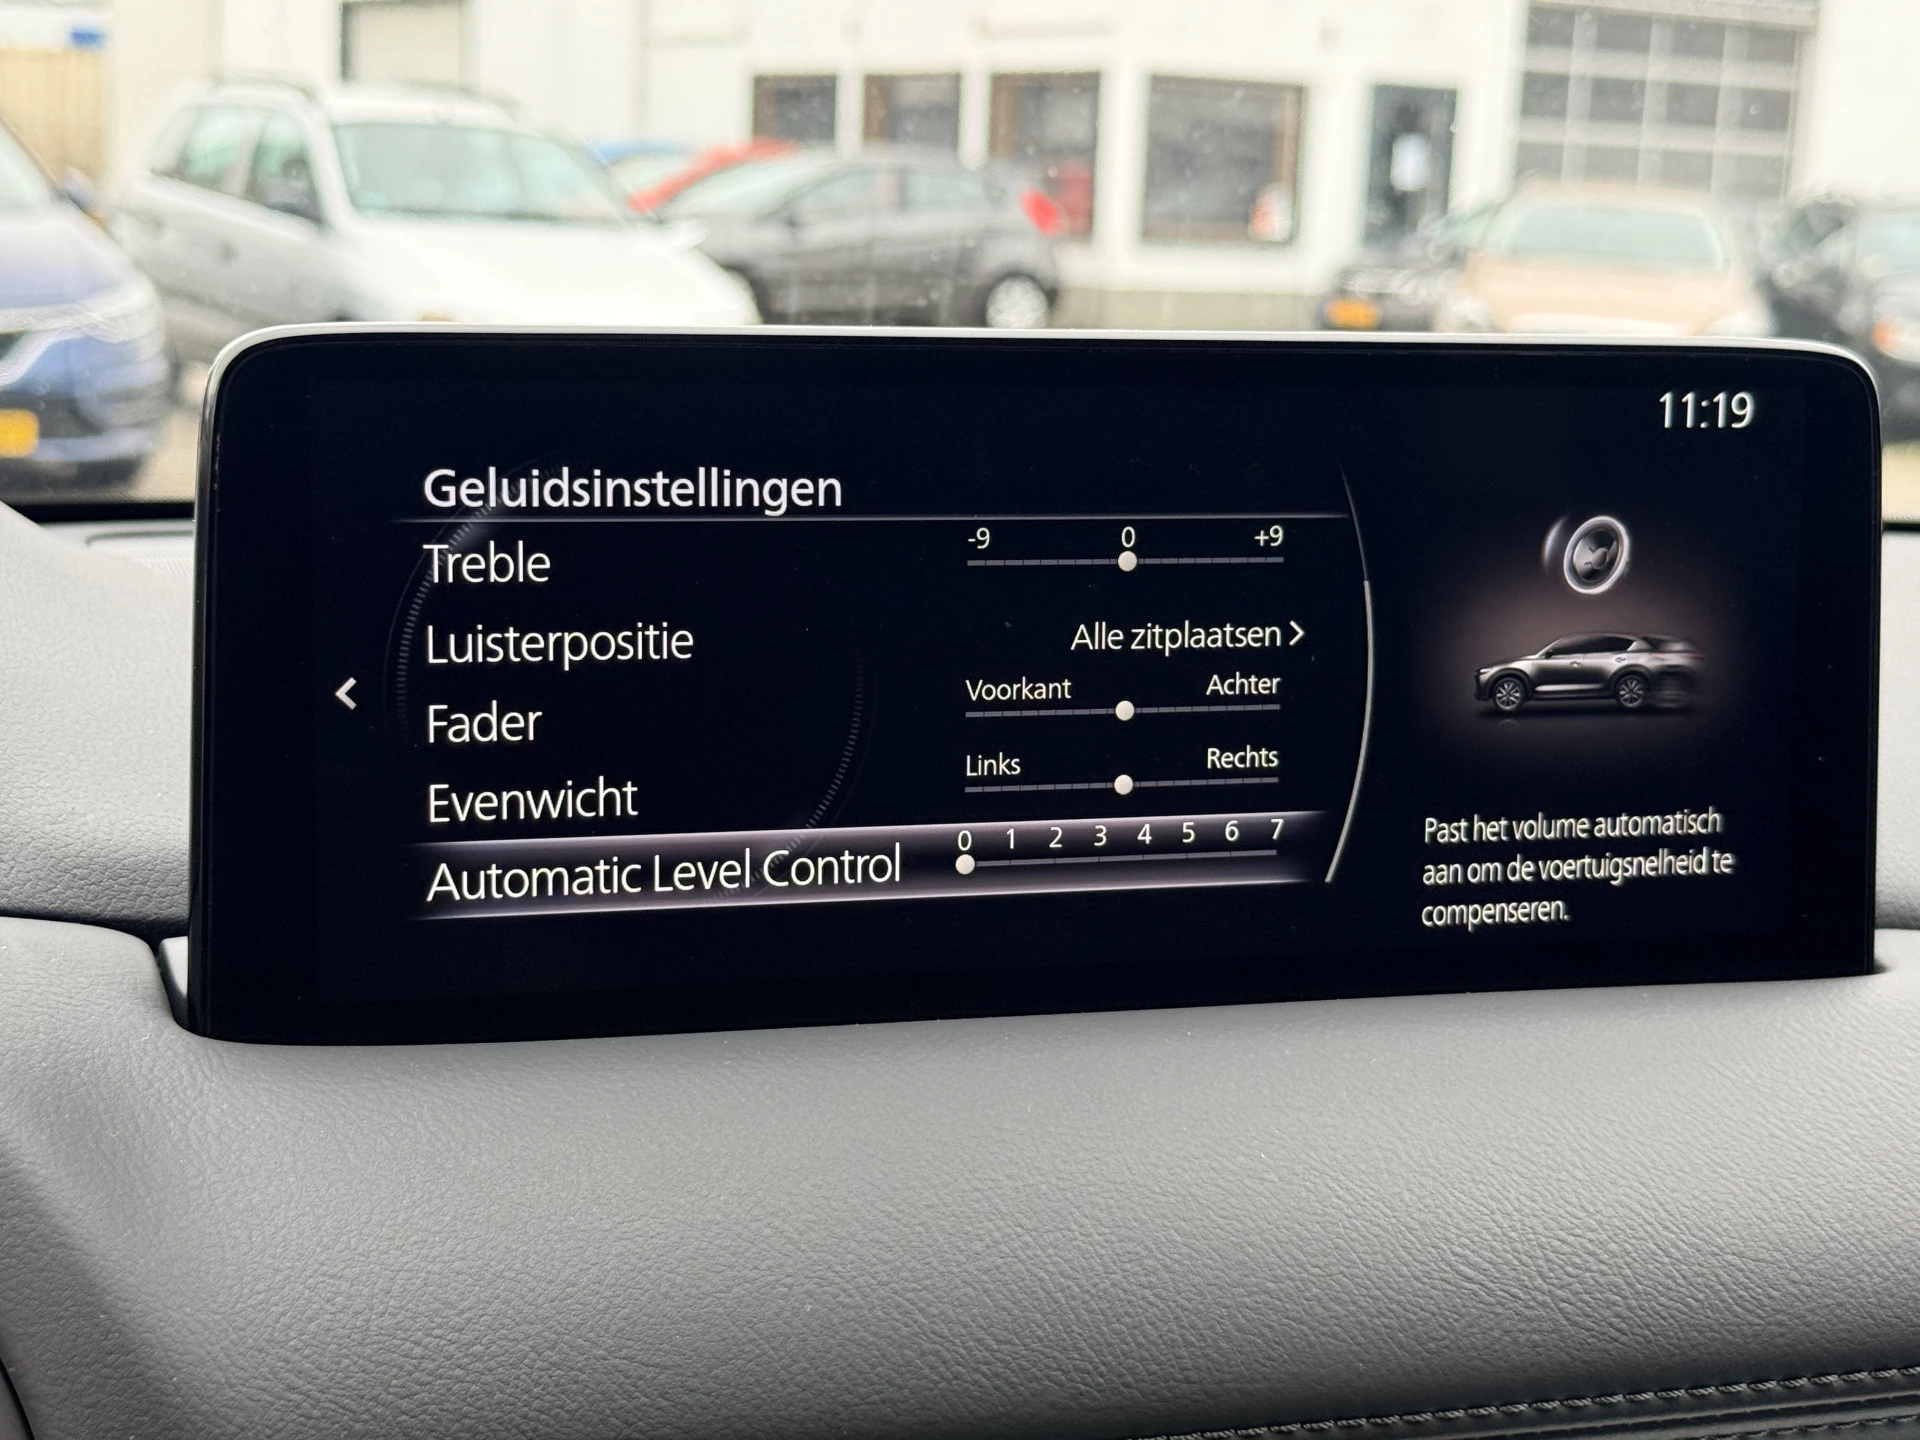 11:19
Geluidsinstellingen
Treble
-9 0 +9
Luisterpositie
Alle zitplaatsen
Fader
Voorkant Achter
Evenwicht
Links Rechts
Automatic Level Control
0 1 2 3 4 5 6 7
Past het volume automatisch
aan om de voertuigsnelheid te
compenseren.